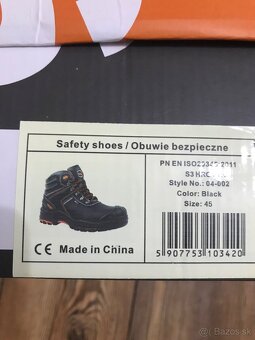 Safety shoes / Obuwie bezpieczne
PN EN ISO20345:2011
S3 HRO
Style No.: 04-002
Color: Black
Size: 45
CE Made in China
5 907753 103420
bazos.sk